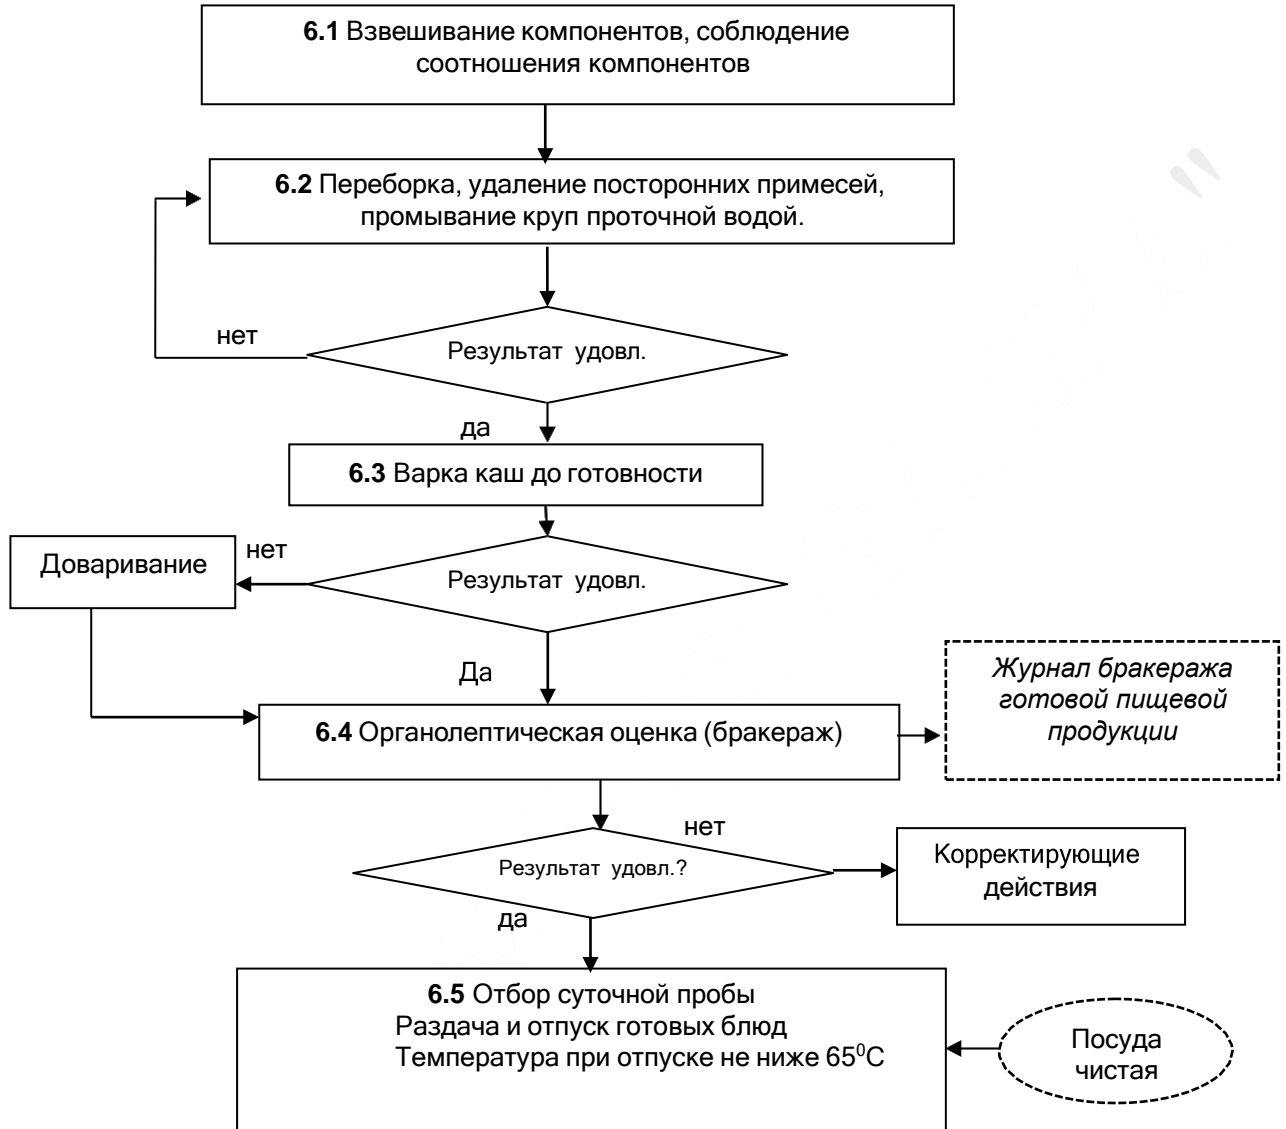 6.1 Взвешивание компонентов, соблюдение
соотношения компонентов
6.2 Переборка, удаление посторонних примесей,
промывание круп проточной водой.
нет
Результат удовл.
да
6.3 Варка каш до готовности
Доваривание
нет
Результат удовл.
Да
Журнал бракеража
готовой пищевой
продукции
6.4 Органолептическая оценка (бракераж)
нет
Результат удовл.?
Корректирующие
действия
да
6.5 Отбор суточной пробы
Раздача и отпуск готовых блюд
Температура при отпуске не ниже 65⁰С
Посуда
чистая
"